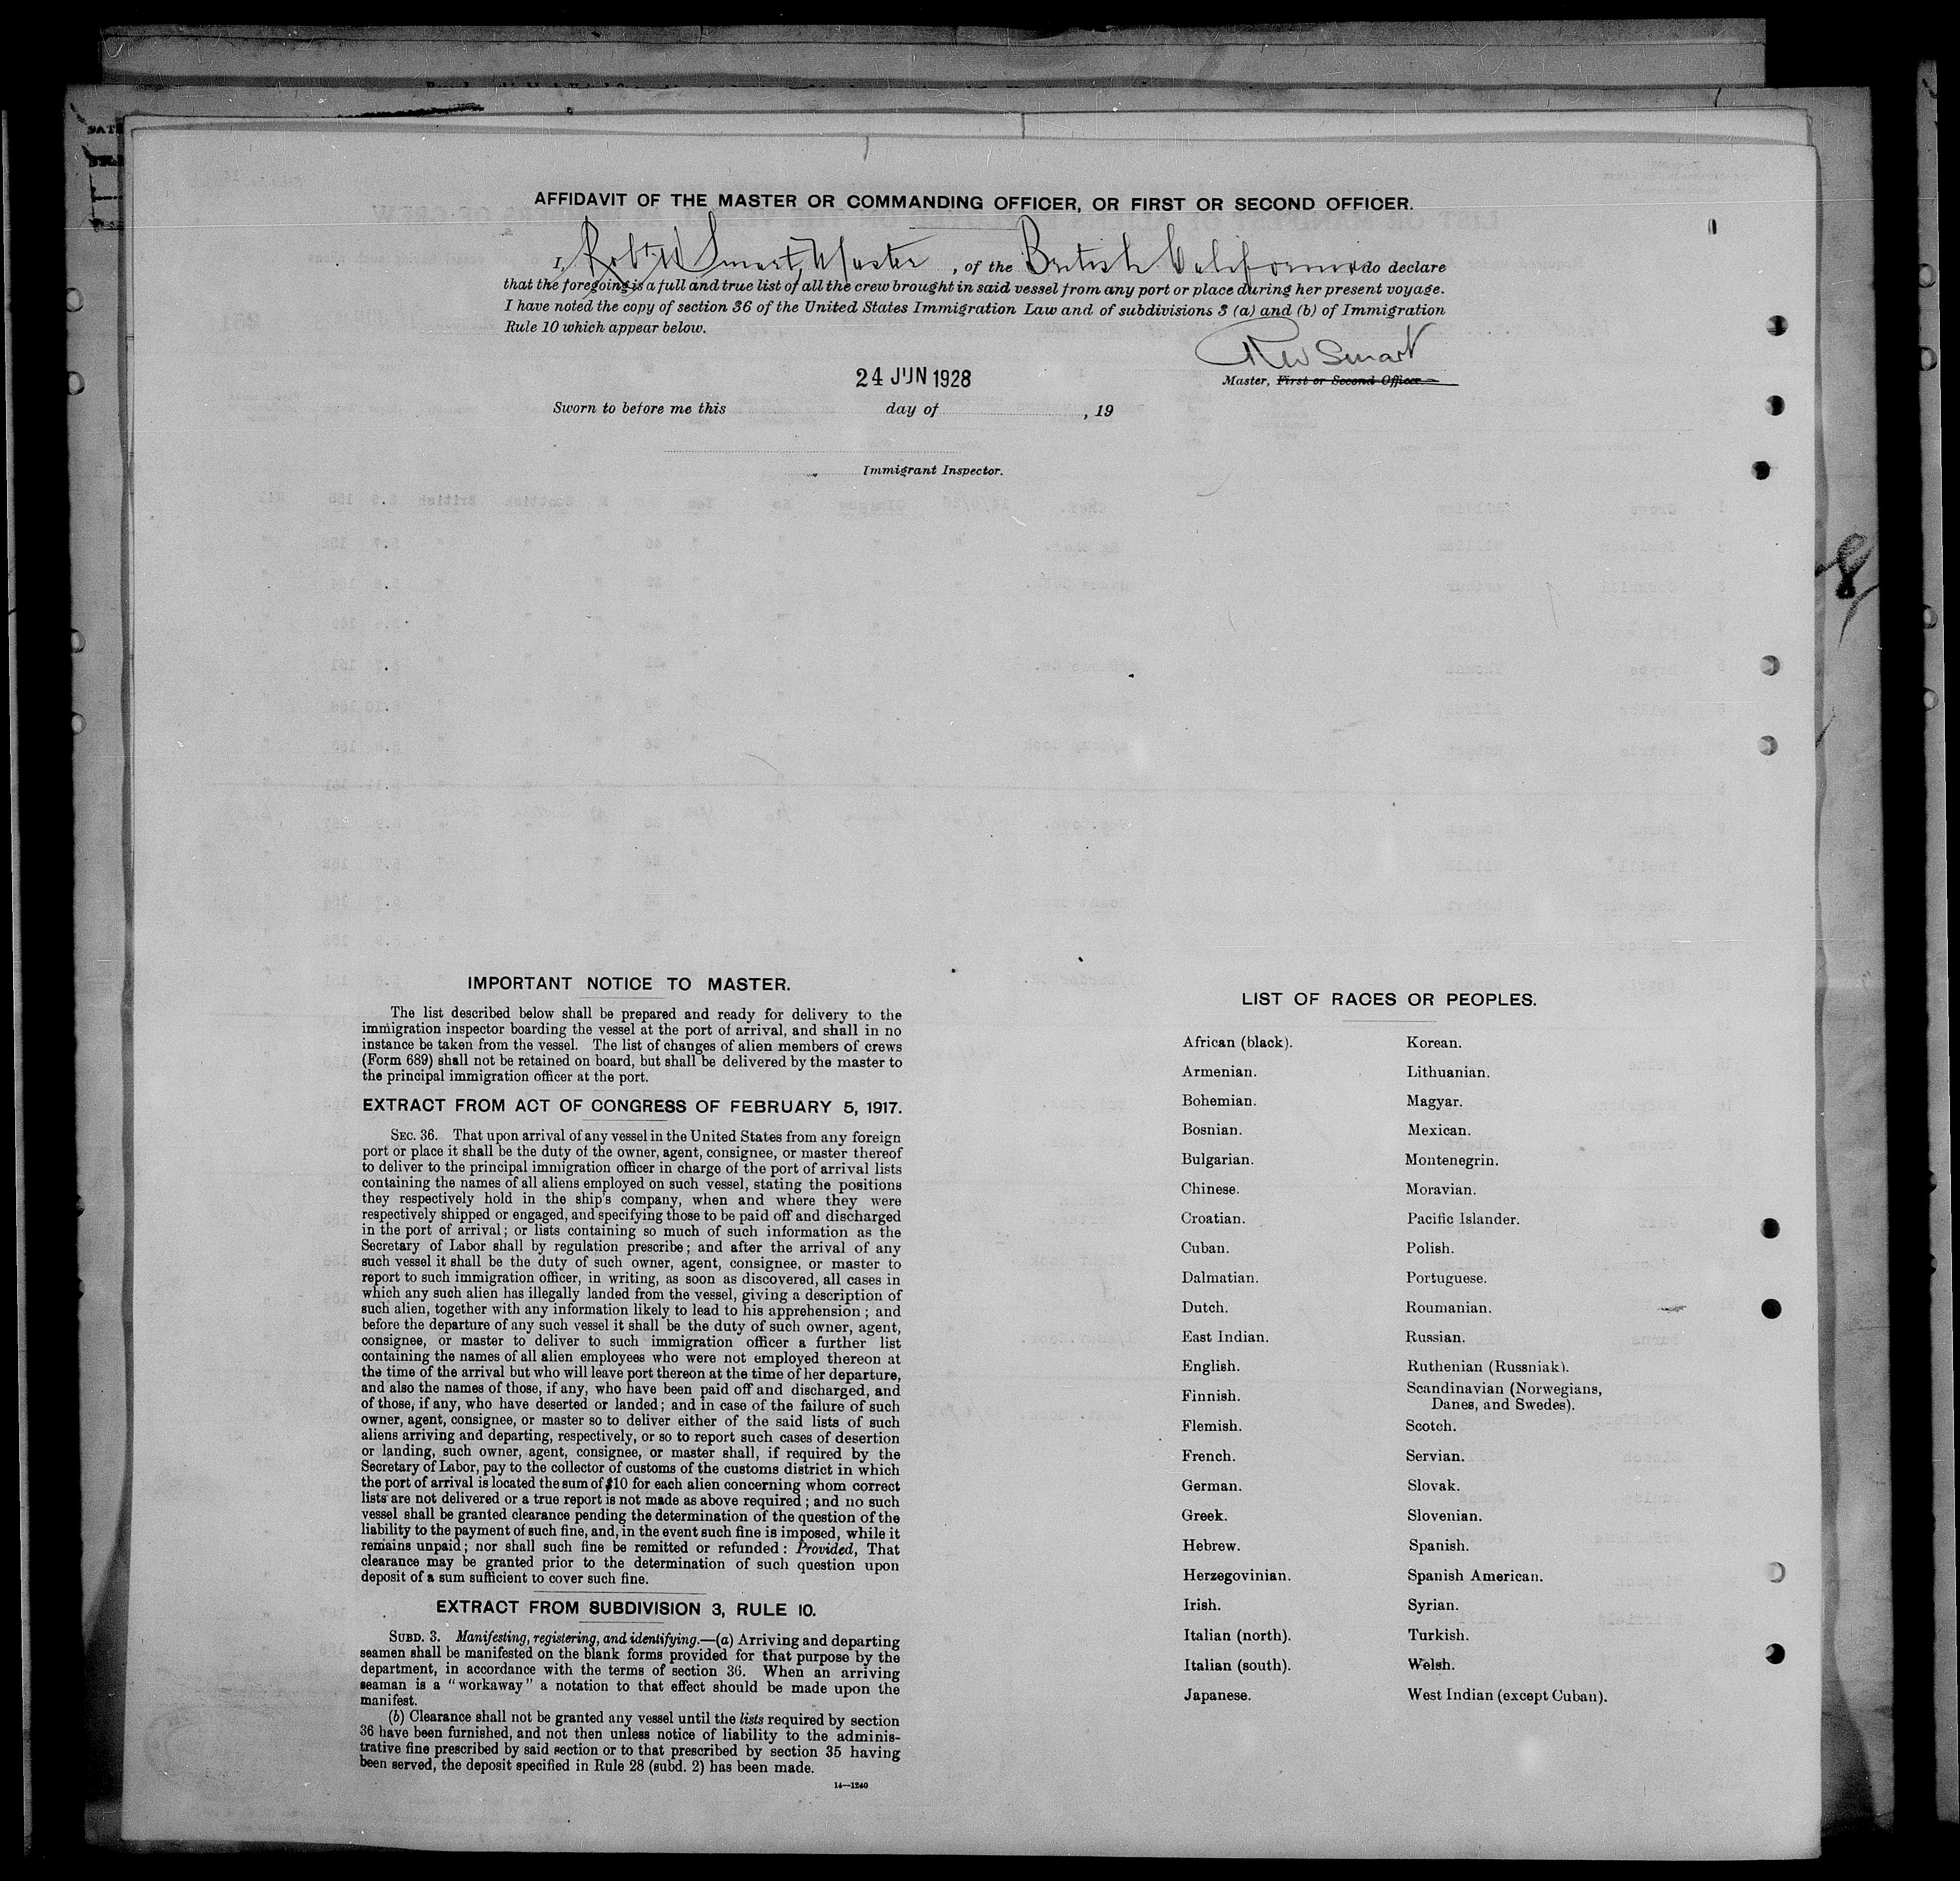 AFFIDAVIT OF THE MASTER OR COMMANDING OFFICER, OR FIRST OR SECOND OFFICER.
I, Robt W Smart, Master, of the British California do declare
that the foregoing is a full and true list of all the crew brought in said vessel from any port or place during her present voyage.
I have noted the copy of section 36 of the United States Immigration Law and of subdivisions 3 (a) and (b) of Immigration
Rule 10 which appear below.
RW Smart
Master, First or Second Officer
24 JUN 1928
Sworn to before me this day of , 19
Immigrant Inspector.
IMPORTANT NOTICE TO MASTER.
The list described below shall be prepared and ready for delivery to the
immigration inspector boarding the vessel at the port of arrival, and shall in no
instance be taken from the vessel. The list of changes of alien members of crews
(Form 689) shall not be retained on board, but shall be delivered by the master to
the principal immigration officer at the port.
EXTRACT FROM ACT OF CONGRESS OF FEBRUARY 5, 1917.
SEC. 36. That upon arrival of any vessel in the United States from any foreign
port or place it shall be the duty of the owner, agent, consignee, or master thereof
to deliver to the principal immigration officer in charge of the port of arrival lists
containing the names of all aliens employed on such vessel, stating the positions
they respectively hold in the ship's company, when and where they were
respectively shipped or engaged, and specifying those to be paid off and discharged
in the port of arrival; or lists containing so much of such information as the
Secretary of Labor shall by regulation prescribe; and after the arrival of any
such vessel it shall be the duty of such owner, agent, consignee, or master to
report to such immigration officer, in writing, as soon as discovered, all cases in
which any such alien has illegally landed from the vessel, giving a description of
such alien, together with any information likely to lead to his apprehension; and
before the departure of any such vessel it shall be the duty of such owner, agent,
consignee, or master to deliver to such immigration officer a further list
containing the names of all alien employees who were not employed thereon at
the time of the arrival but who will leave port thereon at the time of her departure,
and also the names of those, if any, who have been paid off and discharged, and
of those, if any, who have deserted or landed; and in case of the failure of such
owner, agent, consignee, or master so to deliver either of the said lists of such
aliens arriving and departing, respectively, or so to report such cases of desertion
or landing, such owner, agent, consignee, or master shall, if required by the
Secretary of Labor, pay to the collector of customs of the customs district in which
the port of arrival is located the sum of $10 for each alien concerning whom correct
lists are not delivered or a true report is not made as above required; and no such
vessel shall be granted clearance pending the determination of the question of the
liability to the payment of such fine, and, in the event such fine is imposed, while it
remains unpaid; nor shall such fine be remitted or refunded: Provided, That
clearance may be granted prior to the determination of such question upon
deposit of a sum sufficient to cover such fine.
EXTRACT FROM SUBDIVISION 3, RULE 10.
SUBD. 3. Manifesting, registering, and identifying.—(a) Arriving and departing
seamen shall be manifested on the blank forms provided for that purpose by the
department, in accordance with the terms of section 36. When an arriving
seaman is a "workaway" a notation to that effect should be made upon the
manifest.
(b) Clearance shall not be granted any vessel until the lists required by section
36 have been furnished, and not then unless notice of liability to the adminis-
trative fine prescribed by said section or to that prescribed by section 35 having
been served, the deposit specified in Rule 28 (subd. 2) has been made.
14—1240
LIST OF RACES OR PEOPLES.
African (black). Korean.
Armenian. Lithuanian.
Bohemian. Magyar.
Bosnian. Mexican.
Bulgarian. Montenegrin.
Chinese. Moravian.
Croatian. Pacific Islander.
Cuban. Polish.
Dalmatian. Portuguese.
Dutch. Roumanian.
East Indian. Russian.
English. Ruthenian (Russniak).
Finnish. Scandinavian (Norwegians,
Danes, and Swedes).
Flemish. Scotch.
French. Servian.
German. Slovak.
Greek. Slovenian.
Hebrew. Spanish.
Herzegovinian. Spanish American.
Irish. Syrian.
Italian (north). Turkish.
Italian (south). Welsh.
Japanese. West Indian (except Cuban).